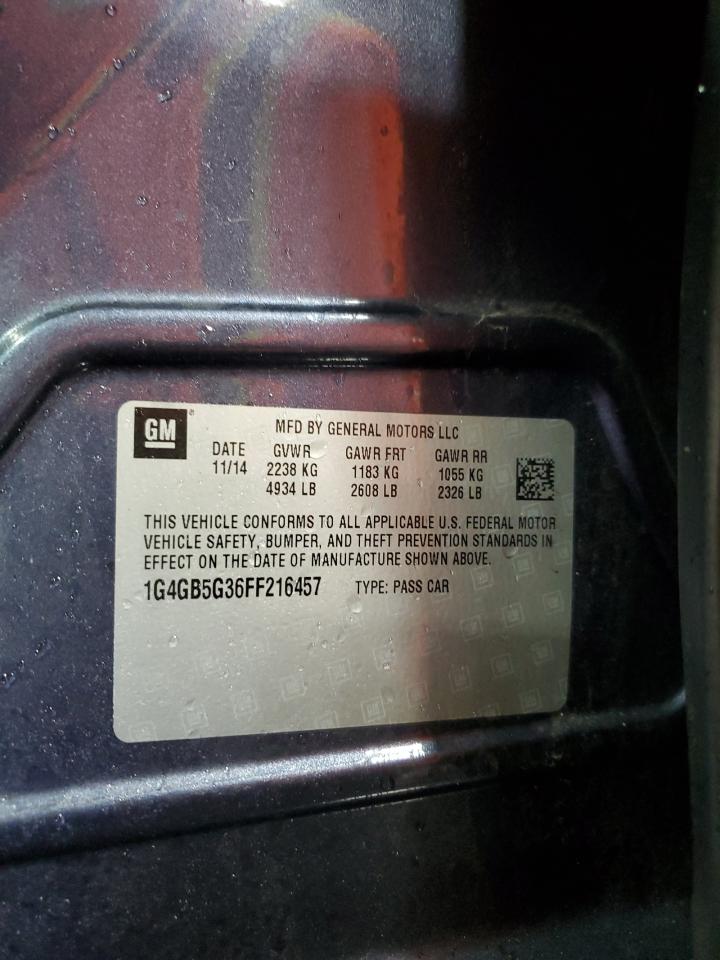 GM
MFD BY GENERAL MOTORS LLC
DATE GVWR GAWR FRT GAWR RR
11/14 2238 KG 1183 KG 1055 KG
4934 LB 2608 LB 2326 LB
THIS VEHICLE CONFORMS TO ALL APPLICABLE U.S. FEDERAL MOTOR
VEHICLE SAFETY, BUMPER, AND THEFT PREVENTION STANDARDS IN
EFFECT ON THE DATE OF MANUFACTURE SHOWN ABOVE.
1G4GB5G36FF216457 TYPE: PASS CAR